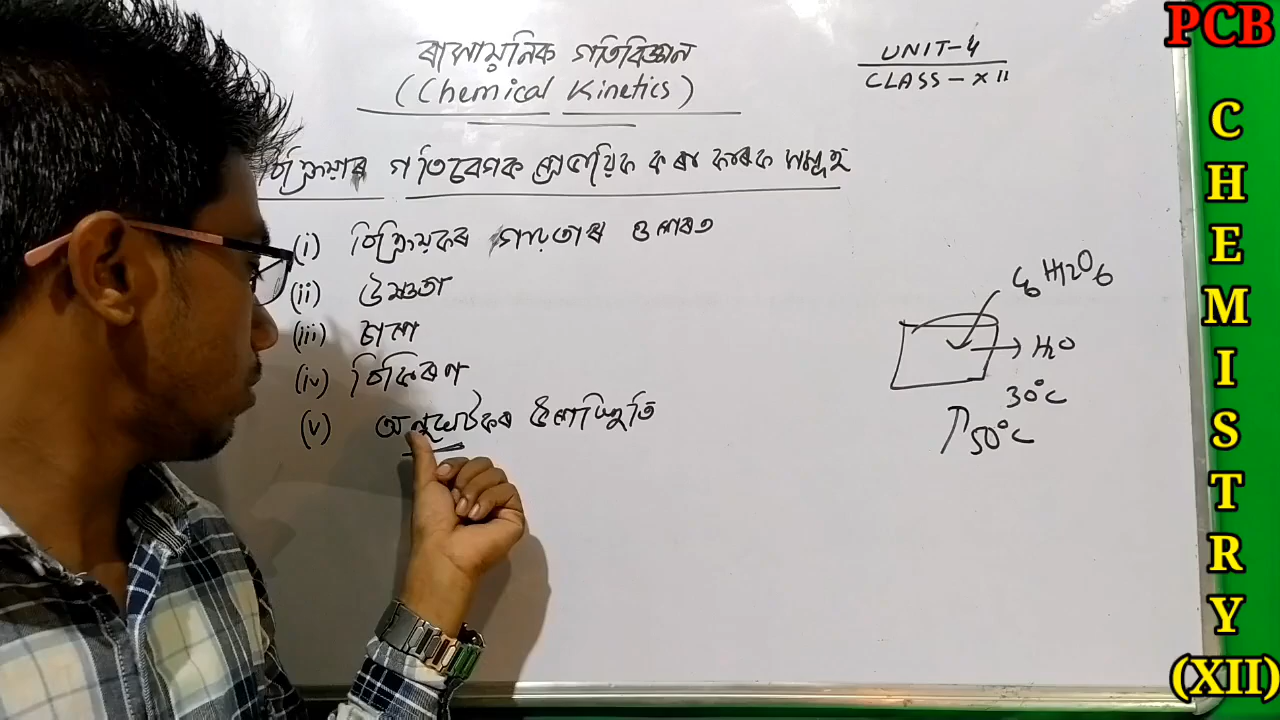 ৰাসায়নিক গতিবিজ্ঞান
(Chemical Kinetics)
UNIT-4
CLASS - XII
বিক্ৰিয়াৰ গতিবেগক প্ৰভাৱিত কৰা কাৰক সমূহ
(i) বিক্ৰিয়কৰ গাঢ়তাৰ ওপৰত
(ii) উষ্ণতা
(iii) চাপ
(iv) বিকিৰণ
(v) অনুঘটকৰ উপস্থিতি
C6H12O6
H2O
30°C
50°C
PCB
CHEMISTRY
(XII)